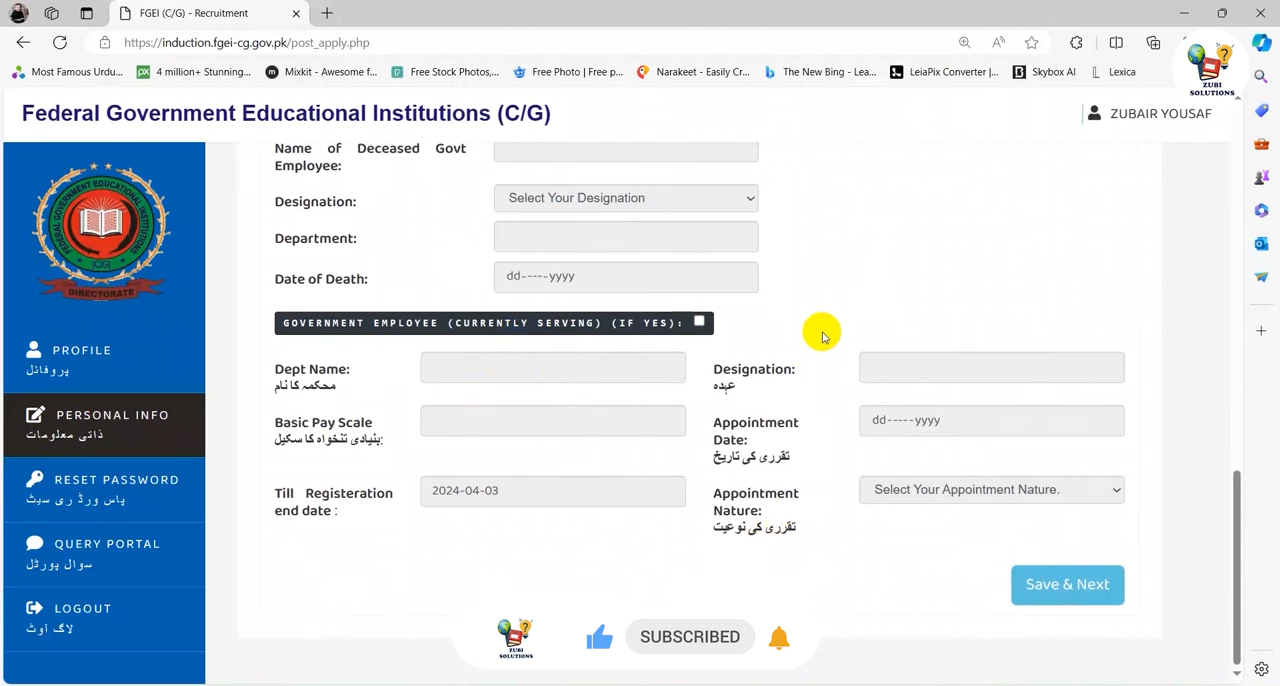 FGEI (C/G) - Recruitment
https://induction.fgei-cg.gov.pk/post_apply.php
Most Famous Urdu...
4 million+ Stunning...
Mixkit - Awesome f...
Free Stock Photos,...
Free Photo | Free p...
Narakeet - Easily Cr...
The New Bing - Lea...
LeiaPix Converter |...
Skybox AI
Lexica
ZUBI
SOLUTIONS
Federal Government Educational Institutions (C/G)
ZUBAIR YOUSAF
DIRECTORATE
PROFILE
پروفائل
PERSONAL INFO
ذاتی معلومات
RESET PASSWORD
پاس ورڈ ری سیٹ
QUERY PORTAL
سوال پورٹل
LOGOUT
لاگ آوٹ
Name of Deceased Govt
Employee:
Designation:
Select Your Designation
Department:
Date of Death:
dd----yyyy
GOVERNMENT EMPLOYEE (CURRENTLY SERVING) (IF YES):
Dept Name:
محکمہ کا نام
Designation:
عہدہ
Basic Pay Scale
بنیادی تنخواہ کا سکیل:
Appointment
Date:
تقرری کی تاریخ
dd----yyyy
Till Registeration
end date :
2024-04-03
Appointment
Nature:
تقرری کی نوعیت
Select Your Appointment Nature.
Save & Next
ZUBI
SOLUTIONS
SUBSCRIBED